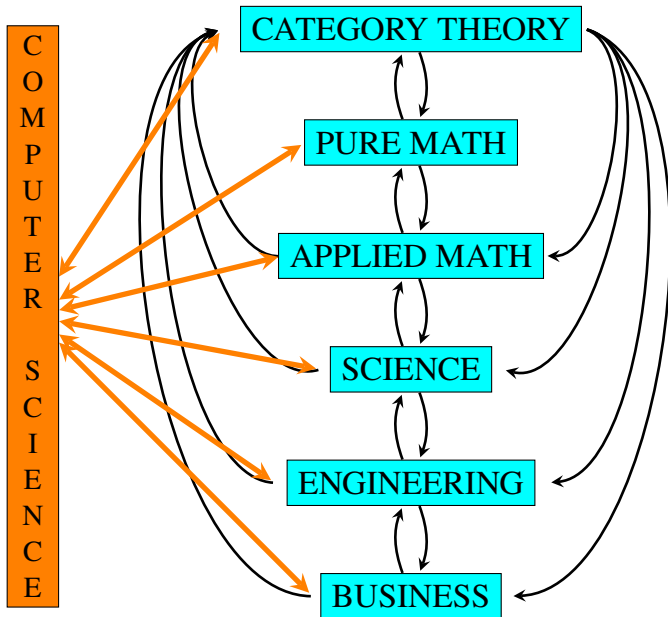 COMPUTER SCIENCE
CATEGORY THEORY
PURE MATH
APPLIED MATH
SCIENCE
ENGINEERING
BUSINESS